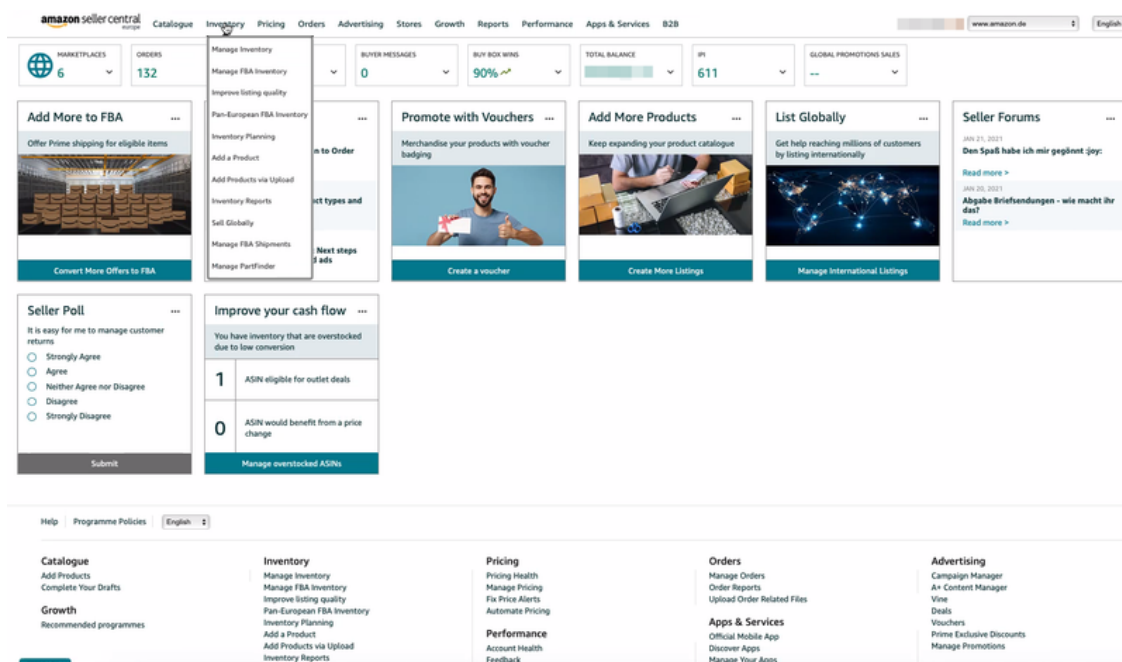 amazon seller central
europe
Catalogue Inventory Pricing Orders Advertising Stores Growth Reports Performance Apps & Services B2B
www.amazon.de
English
MARKETPLACES
6
ORDERS
132
BUYER MESSAGES
0
BUY BOX WINS
90%
TOTAL BALANCE
IPI
611
GLOBAL PROMOTIONS SALES
--
Manage Inventory
Manage FBA Inventory
Improve listing quality
Pan-European FBA Inventory
Inventory Planning
Add a Product
Add Products via Upload
Inventory Reports
Sell Globally
Manage FBA Shipments
Manage PartFinder
Add More to FBA
Offer Prime shipping for eligible items
Convert More Offers to FBA
n to Order
ct types and
Next steps
d ads
Promote with Vouchers
Merchandise your products with voucher
badging
Create a voucher
Add More Products
Keep expanding your product catalogue
Create More Listings
List Globally
Get help reaching millions of customers
by listing internationally
Manage International Listings
Seller Forums
JAN 21, 2021
Den Spaß habe ich mir gegönnt :joy:
Read more >
JAN 20, 2021
Abgabe Briefsendungen - wie macht ihr
das?
Read more >
Seller Poll
It is easy for me to manage customer
returns
Strongly Agree
Agree
Neither Agree nor Disagree
Disagree
Strongly Disagree
Submit
Improve your cash flow
You have inventory that are overstocked
due to low conversion
1 ASIN eligible for outlet deals
0 ASIN would benefit from a price
change
Manage overstocked ASINs
Help Programme Policies English
Catalogue
Add Products
Complete Your Drafts
Growth
Recommended programmes
Inventory
Manage Inventory
Manage FBA Inventory
Improve listing quality
Pan-European FBA Inventory
Inventory Planning
Add a Product
Add Products via Upload
Inventory Reports
Pricing
Pricing Health
Manage Pricing
Fix Price Alerts
Automate Pricing
Performance
Account Health
Feedback
Orders
Manage Orders
Order Reports
Upload Order Related Files
Apps & Services
Official Mobile App
Discover Apps
Manage Your Apps
Advertising
Campaign Manager
A+ Content Manager
Vine
Deals
Vouchers
Prime Exclusive Discounts
Manage Promotions